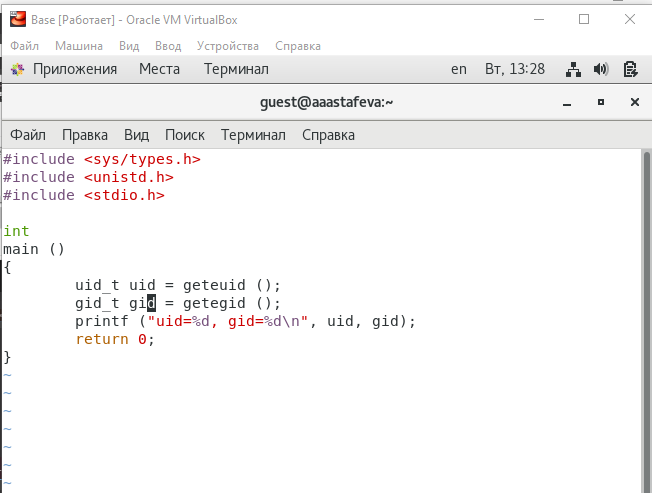 Base [Работает] - Oracle VM VirtualBox
Файл Машина Вид Ввод Устройства Справка
Приложения Места Терминал en Вт, 13:28
guest@aaastafeva:~
Файл Правка Вид Поиск Терминал Справка
#include <sys/types.h>
#include <unistd.h>
#include <stdio.h>
int
main ()
{
uid_t uid = geteuid ();
gid_t gid = getegid ();
printf ("uid=%d, gid=%d\n", uid, gid);
return 0;
}
~
~
~
~
~
~
~